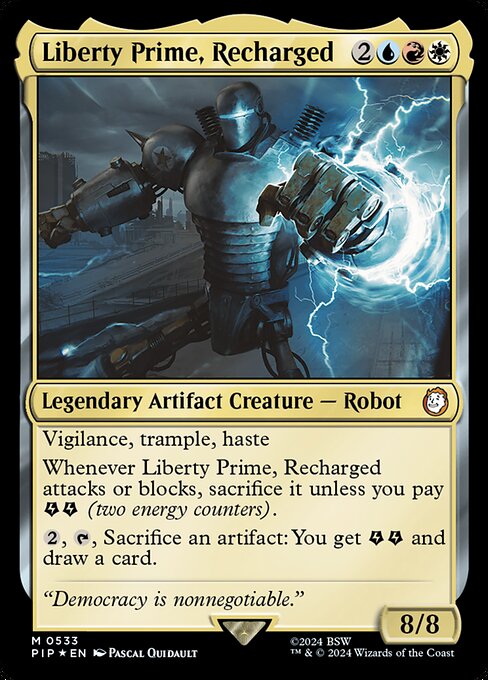 Liberty Prime, Recharged 2
Legendary Artifact Creature — Robot
Vigilance, trample, haste
Whenever Liberty Prime, Recharged
attacks or blocks, sacrifice it unless you pay
(two energy counters).
2, , Sacrifice an artifact: You get and
draw a card.
“Democracy is nonnegotiable.”
8/8
M 0533
PIP ★ EN Pascal Quidault
©2024 BSW
™ & © 2024 Wizards of the Coast